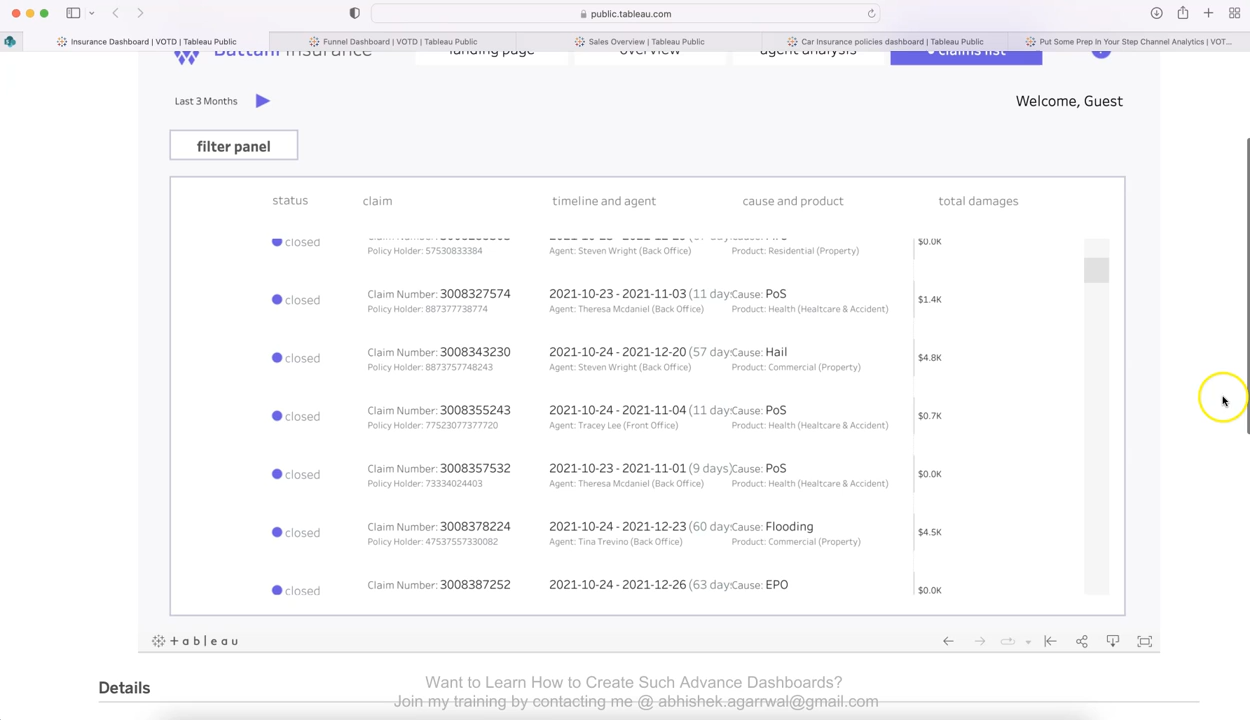 public.tableau.com
Insurance Dashboard | VOTD | Tableau Public
Funnel Dashboard | VOTD | Tableau Public
Sales Overview | Tableau Public
Car Insurance policies dashboard | Tableau Public
Put Some Prep In Your Step Channel Analytics | VOT...
Battani Insurance
landing page
overview
agent analysis
• claims list
Last 3 Months
Welcome, Guest
filter panel
status claim timeline and agent cause and product total damages
closed
Policy Holder: 57530833384
Agent: Steven Wright (Back Office)
Product: Residential (Property)
$0.0K
closed
Claim Number: 3008327574
Policy Holder: 887377738774
2021-10-23 - 2021-11-03 (11 days
Agent: Theresa Mcdaniel (Back Office)
Cause: PoS
Product: Health (Healtcare & Accident)
$1.4K
closed
Claim Number: 3008343230
Policy Holder: 8873757748243
2021-10-24 - 2021-12-20 (57 days
Agent: Steven Wright (Back Office)
Cause: Hail
Product: Commercial (Property)
$4.8K
closed
Claim Number: 3008355243
Policy Holder: 77523077377720
2021-10-24 - 2021-11-04 (11 days
Agent: Tracey Lee (Front Office)
Cause: PoS
Product: Health (Healtcare & Accident)
$0.7K
closed
Claim Number: 3008357532
Policy Holder: 73334024403
2021-10-23 - 2021-11-01 (9 days)
Agent: Theresa Mcdaniel (Back Office)
Cause: PoS
Product: Health (Healtcare & Accident)
$0.0K
closed
Claim Number: 3008378224
Policy Holder: 47537557330082
2021-10-24 - 2021-12-23 (60 days
Agent: Tina Trevino (Back Office)
Cause: Flooding
Product: Commercial (Property)
$4.5K
closed
Claim Number: 3008387252
2021-10-24 - 2021-12-26 (63 days
Cause: EPO
$0.0K
+ableau
Details
Want to Learn How to Create Such Advance Dashboards?
Join my training by contacting me @ abhishek.agarrwal@gmail.com